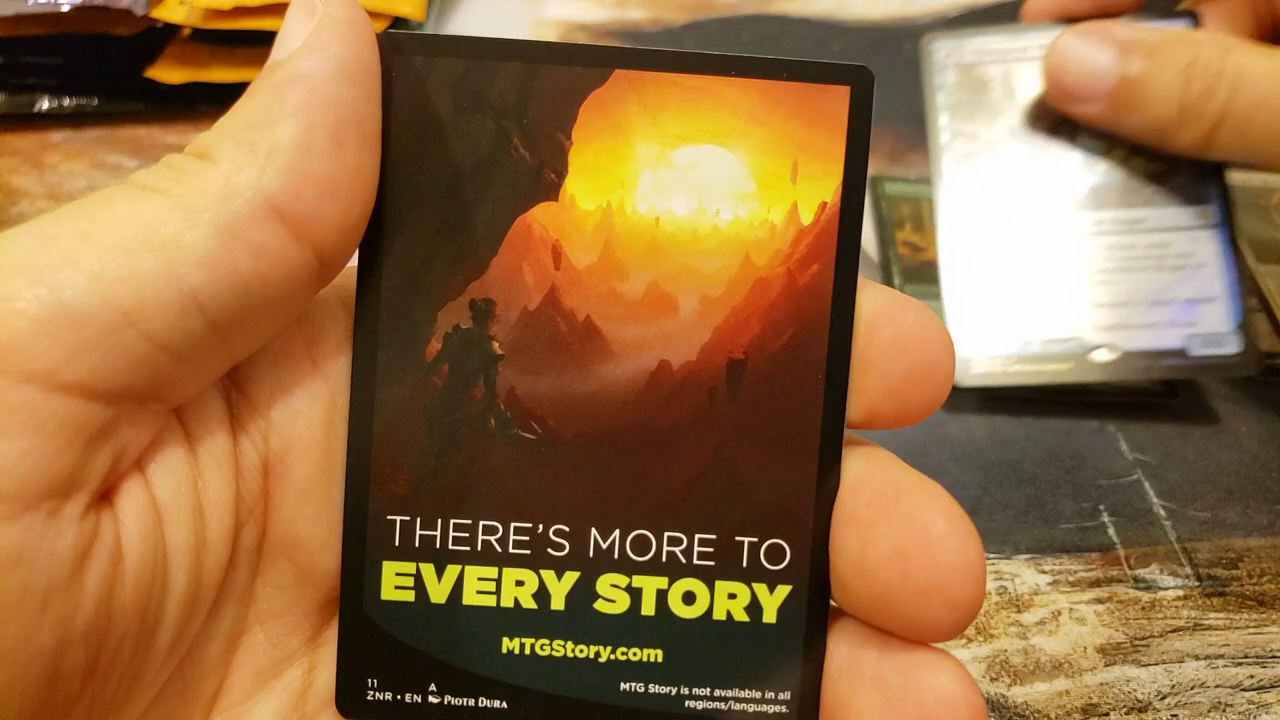 THERE'S MORE TO
EVERY STORY
MTGStory.com
11 A
ZNR • EN PIOTR DURA
MTG Story is not available in all
regions/languages.